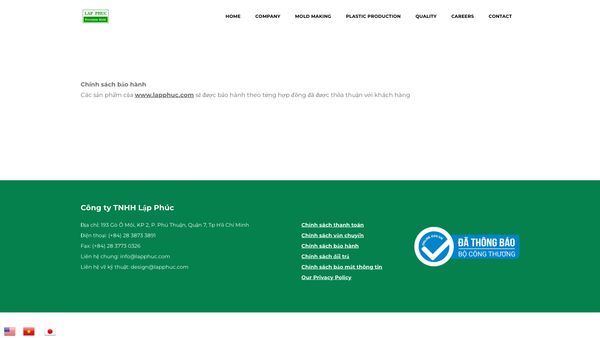 LAP PHUC
Precision Mold
HOME
COMPANY
MOLD MAKING
PLASTIC PRODUCTION
QUALITY
CAREERS
CONTACT
Chính sách bảo hành
Các sản phẩm của www.lapphuc.com sẽ được bảo hành theo từng hợp đồng đã được thỏa thuận với khách hàng
Công ty TNHH Lập Phúc
Địa chỉ: 193 Gò Ô Môi, KP 2, P. Phú Thuận, Quận 7, Tp Hồ Chí Minh
Điện thoại: (+84) 28 3873 3891
Fax: (+84) 28 3773 0326
Liên hệ chung: info@lapphuc.com
Liên hệ về kỹ thuật: design@lapphuc.com
Chính sách thanh toán
Chính sách vận chuyển
Chính sách bảo hành
Chính sách đổi trả
Chính sách bảo mật thông tin
Our Privacy Policy
ĐÃ THÔNG BÁO
BỘ CÔNG THƯƠNG